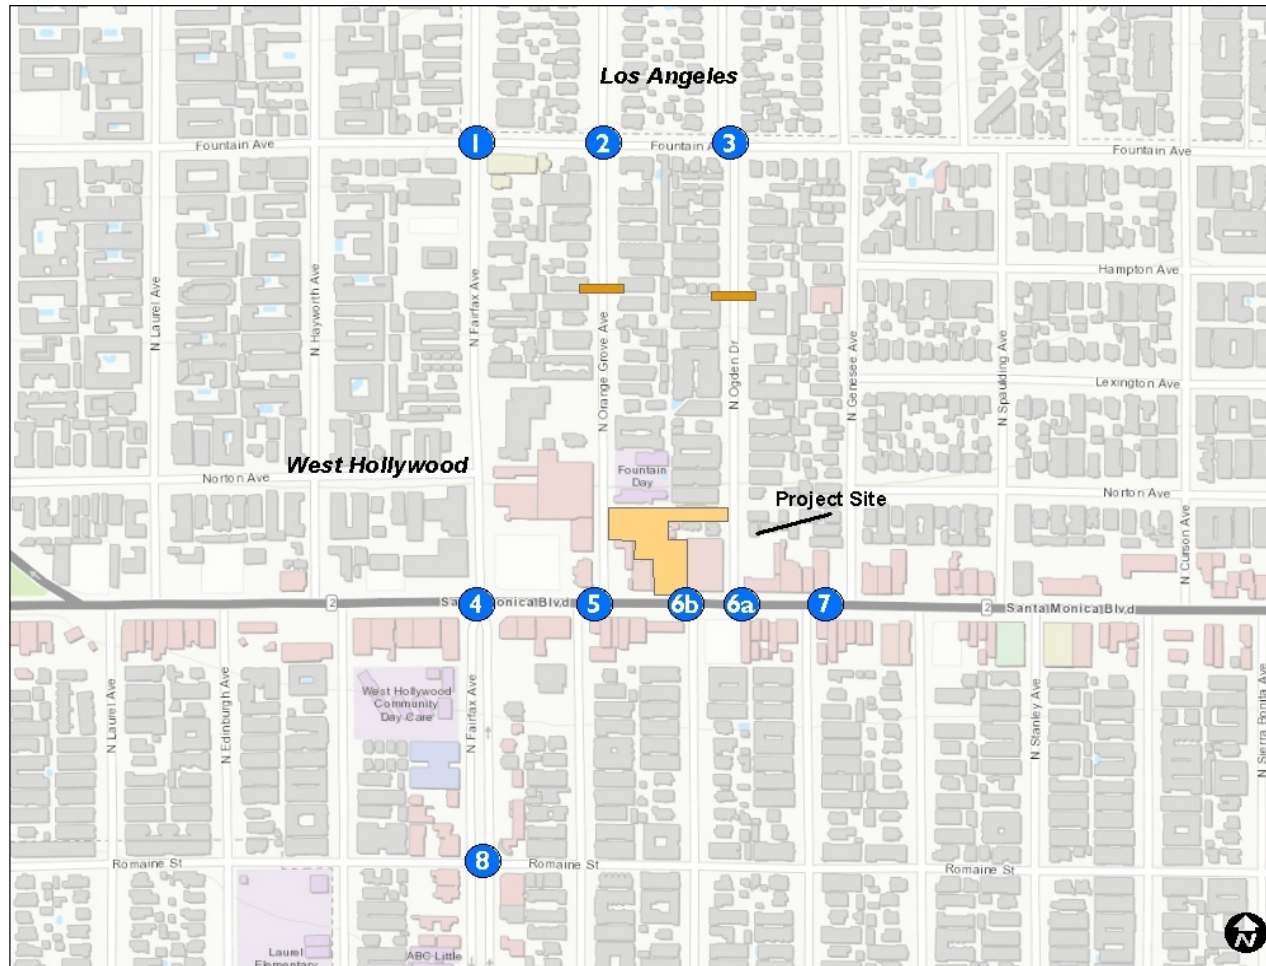 Los Angeles
1
2
3
Fountain Ave
Fountain A
Fountain Ave
Hampton Ave
N Laurel Ave
N Hayworth Ave
N Fairfax Ave
N Orange Grove Ave
N Ogden Dr
N Genesee Ave
N Spaulding Ave
Lexington Ave
West Hollywood
Norton Ave
Fountain
Day
Project Site
Norton Ave
N Curson Ave
2
Sa
4
Monica Blvd
5
6b
6a
7
2
Santa Monica Blvd
West Hollywood
Community
Day Care
N Laurel Ave
N Edinburgh Ave
N Fairfax Ave
N Stanley Ave
N Sierra Bonita Ave
Romaine St
8
Romaine St
Romaine St
Laurel
Elementary
ABC Little
N